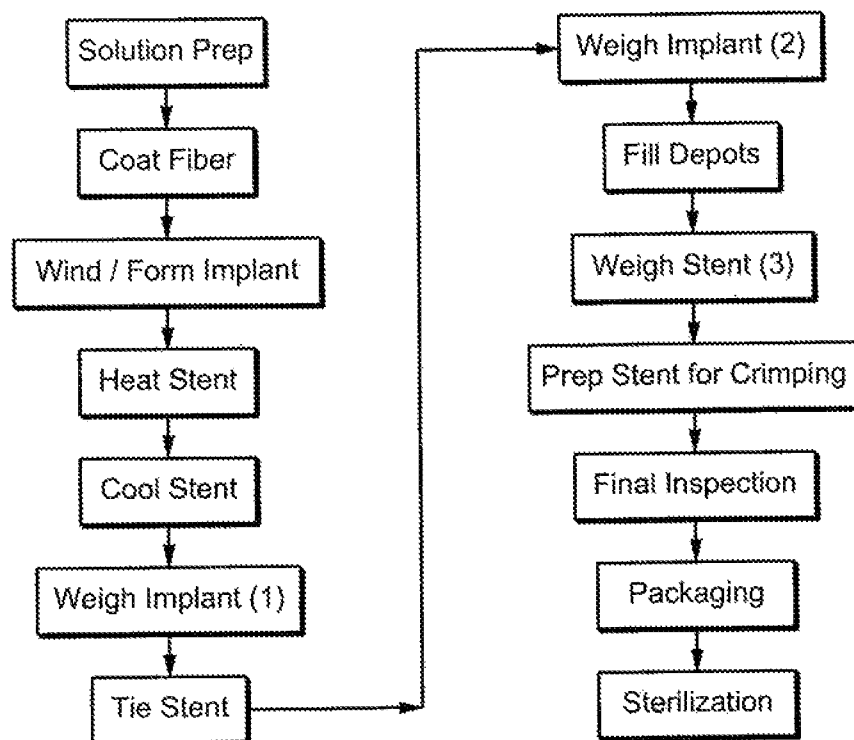 Solution Prep
Coat Fiber
Wind / Form Implant
Heat Stent
Cool Stent
Weigh Implant (1)
Tie Stent
Weigh Implant (2)
Fill Depots
Weigh Stent (3)
Prep Stent for Crimping
Final Inspection
Packaging
Sterilization